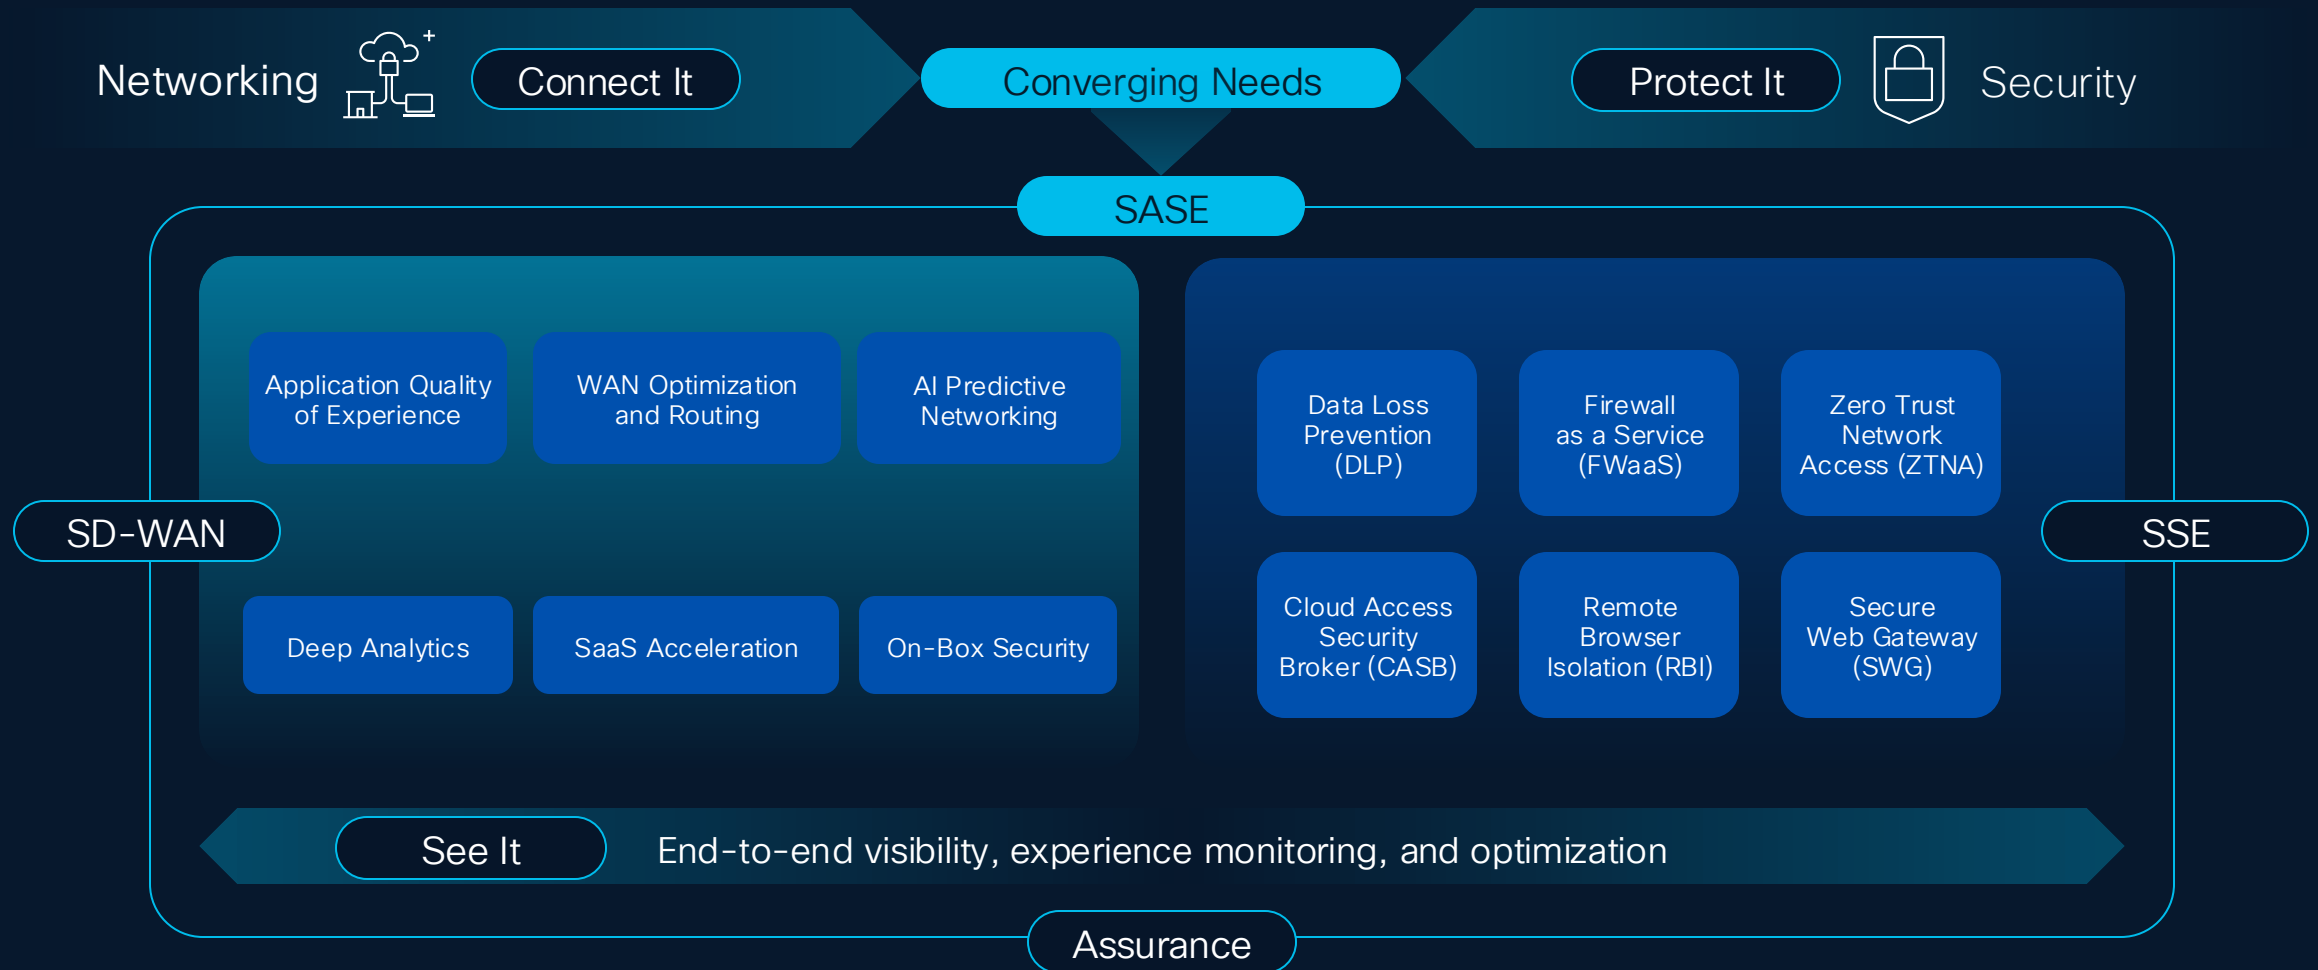 Networking
Connect It
Converging Needs
Protect It
Security
SASE
SD-WAN
Application Quality
of Experience
WAN Optimization
and Routing
AI Predictive
Networking
Deep Analytics
SaaS Acceleration
On-Box Security
Data Loss
Prevention
(DLP)
Firewall
as a Service
(FWaaS)
Zero Trust
Network
Access (ZTNA)
Cloud Access
Security
Broker (CASB)
Remote
Browser
Isolation (RBI)
Secure
Web Gateway
(SWG)
SSE
See It
End-to-end visibility, experience monitoring, and optimization
Assurance